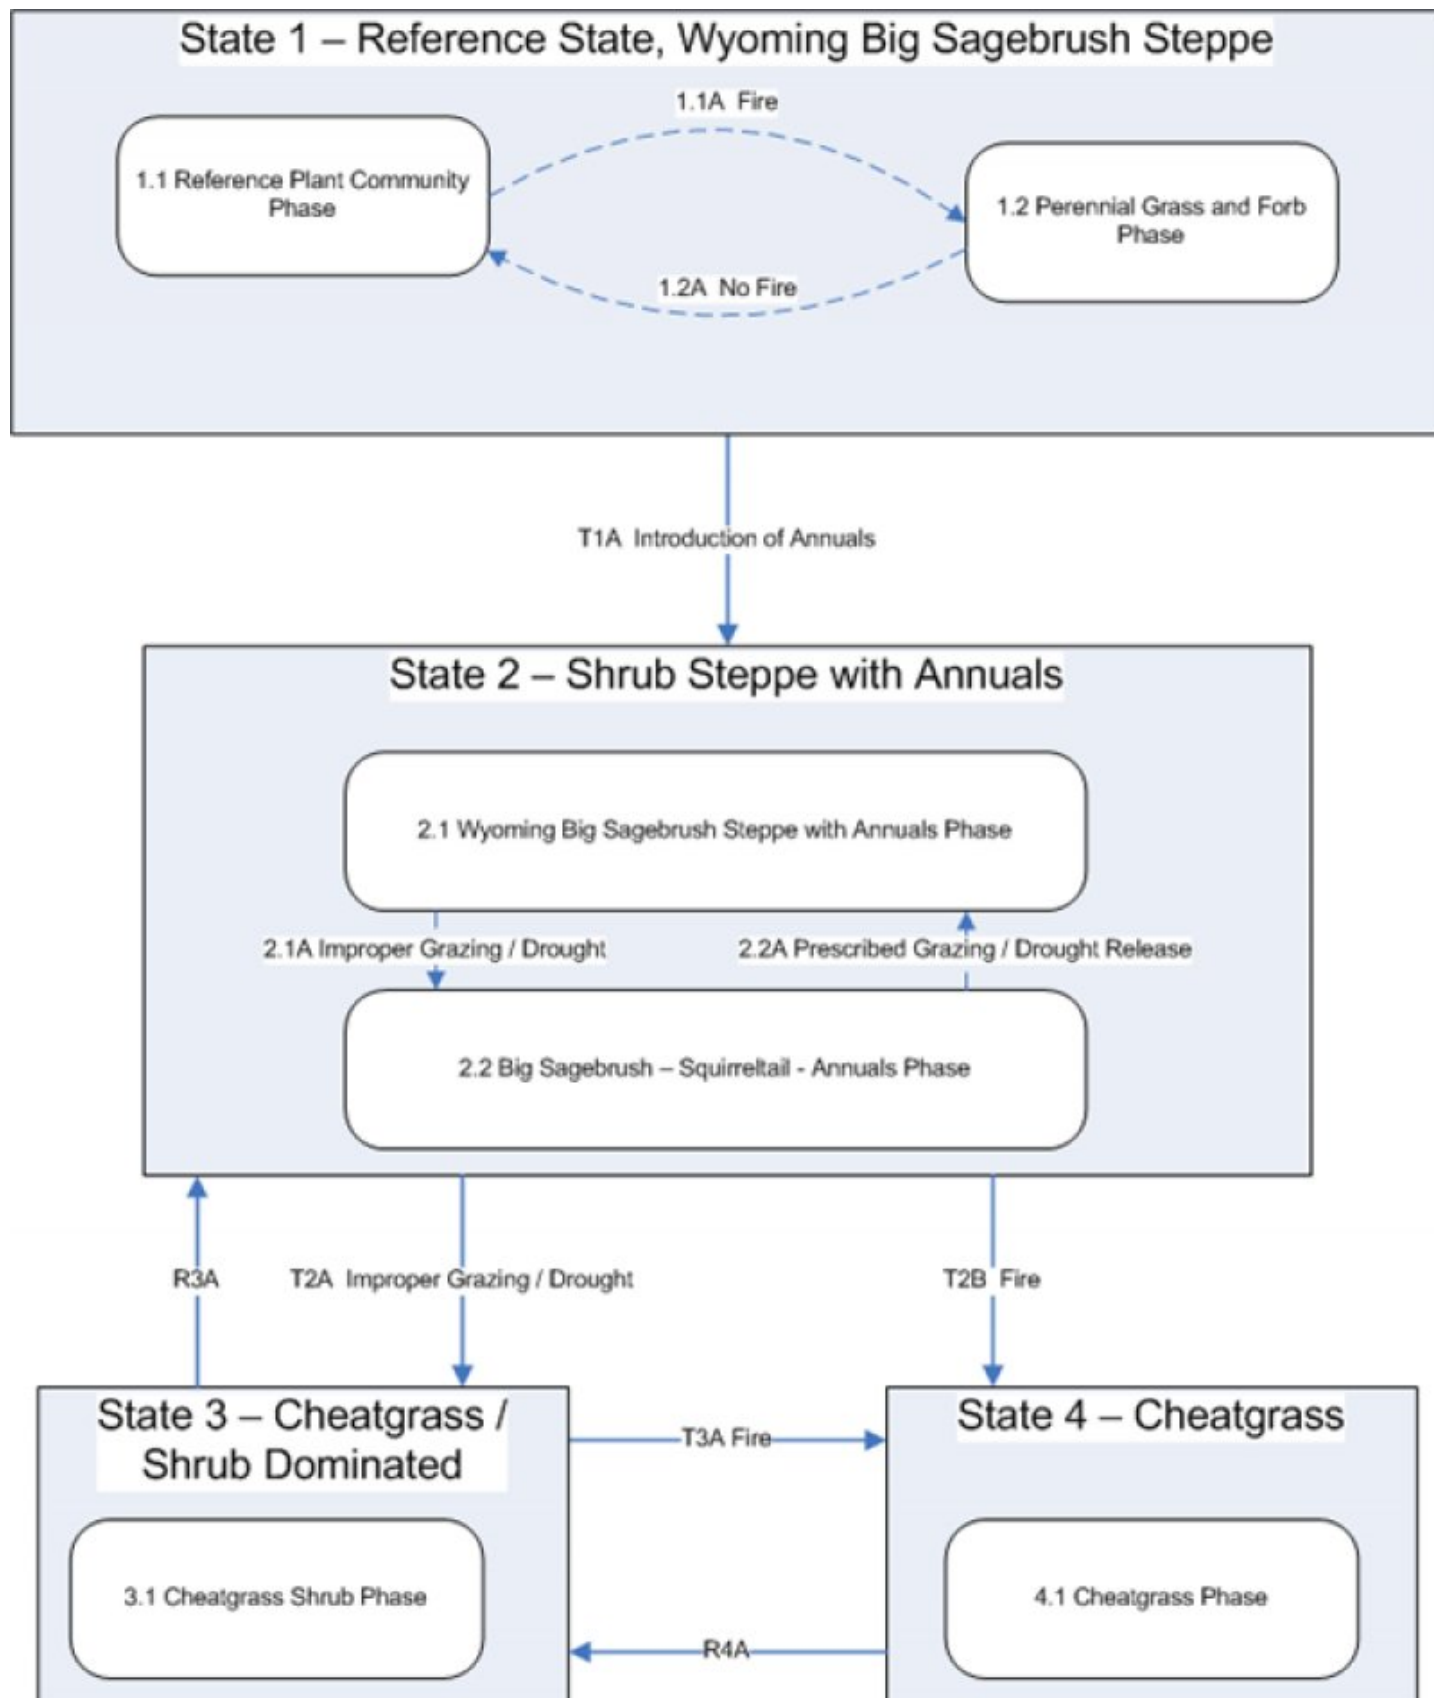 State 1 – Reference State, Wyoming Big Sagebrush Steppe
1.1A  Fire
1.1 Reference Plant Community
Phase
1.2 Perennial Grass and Forb
Phase
1.2A  No Fire
T1A  Introduction of Annuals
State 2 – Shrub Steppe with Annuals
2.1 Wyoming Big Sagebrush Steppe with Annuals Phase
2.1A Improper Grazing / Drought
2.2A Prescribed Grazing / Drought Release
2.2 Big Sagebrush – Squirreltail - Annuals Phase
R3A
T2A  Improper Grazing / Drought
T2B  Fire
State 3 – Cheatgrass /
Shrub Dominated
T3A Fire
State 4 – Cheatgrass
3.1 Cheatgrass Shrub Phase
4.1 Cheatgrass Phase
R4A